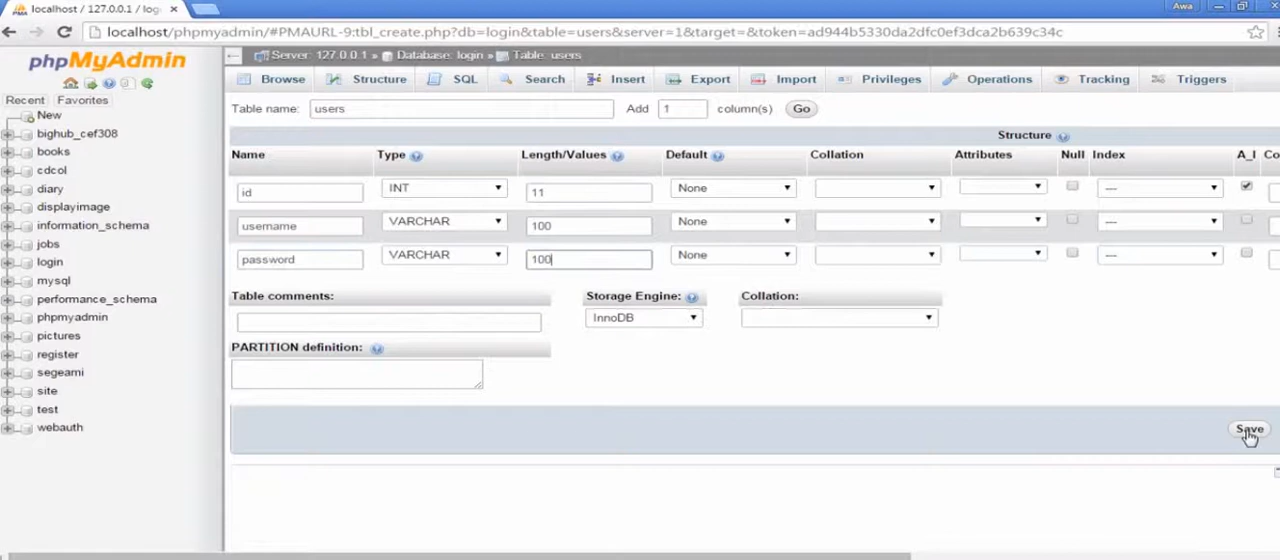 localhost / 127.0.0.1 / log
Awa
localhost/phpmyadmin/#PMAURL-9:tbl_create.php?db=login&table=users&server=1&target=&token=ad944b5330da2dfc0ef3dca2b639c34c
phpMyAdmin
Server: 127.0.0.1 » Database: login » Table: users
Browse Structure SQL Search Insert Export Import Privileges Operations Tracking Triggers
Recent Favorites
Table name: users Add 1 column(s) Go
New
bighub_cef308
books
cdcol
diary
displayimage
information_schema
jobs
login
mysql
performance_schema
phpmyadmin
pictures
register
segeami
site
test
webauth
Structure
Name Type Length/Values Default Collation Attributes Null Index A_I Co
id INT 11 None ---
username VARCHAR 100 None ---
password VARCHAR 100 None ---
Table comments: Storage Engine: Collation:
InnoDB
PARTITION definition:
Save